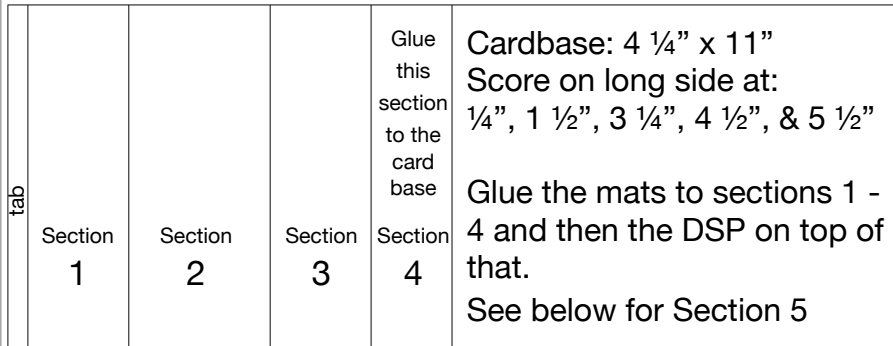 tab
Section
1
Section
2
Section
3
Glue
this
section
to the
card
base
Section
4
Cardbase: 4 ¼” x 11”
Score on long side at:
¼”, 1 ½”, 3 ¼”, 4 ½”, & 5 ½”
Glue the mats to sections 1 -
4 and then the DSP on top of
that.
See below for Section 5